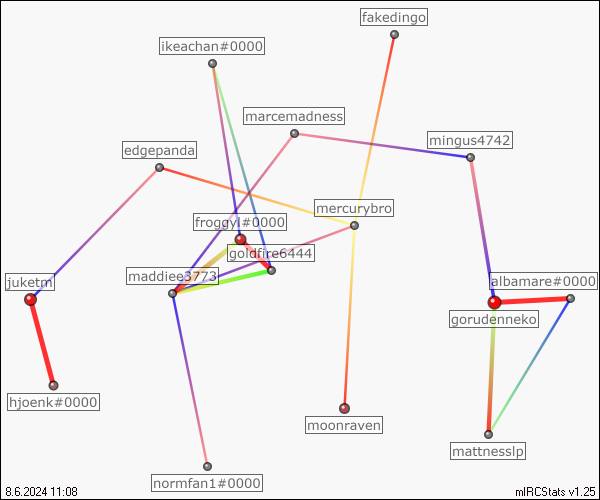 fakedingo
ikeachan#0000
marcemadness
mingus4742
edgepanda
mercurybro
froggyl#0000
goldfire6444
maddiee3773
juketm
albamare#0000
gorudenneko
hjoenk#0000
moonraven
mattnesslp
normfan1#0000
8.6.2024 11:08
mIRCStats v1.25